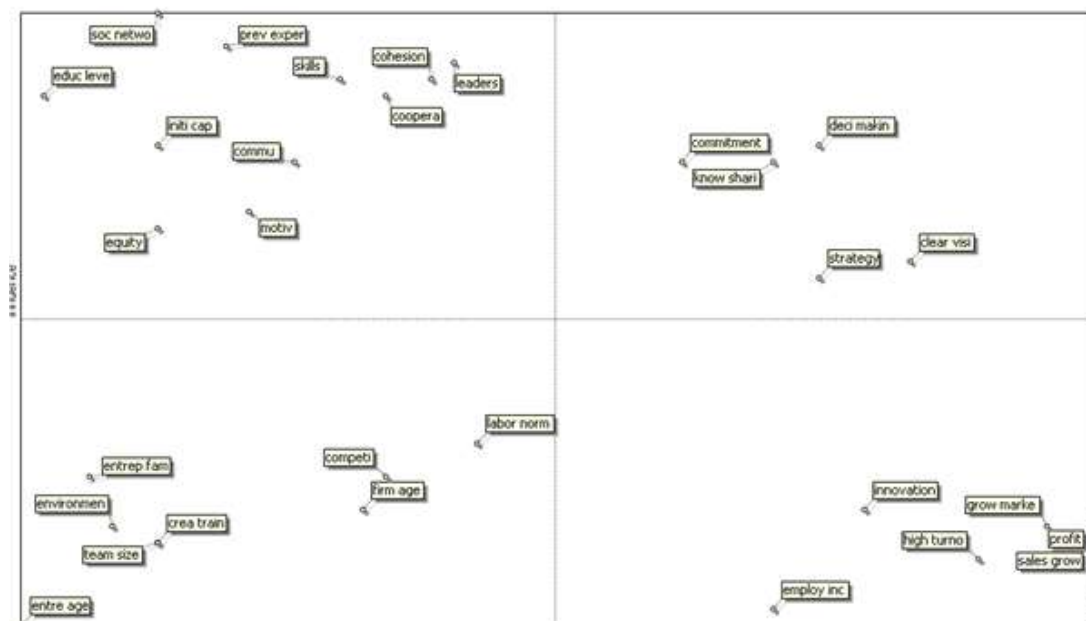 soc netwo
prev exper
cohesion
skills
leaders
educ leve
coopera
initi cap
deci makin
commitment
commu
know shari
motiv
equity
clear visi
strategy
labor norm
competi
entrep fam
firm age
innovation
environmen
grow marke
crea train
high turno
profit
team size
sales grow
employ inc
entre age